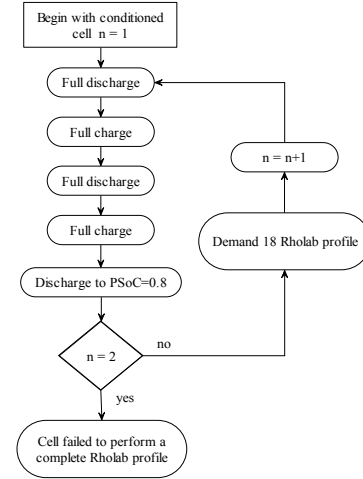 Begin with conditioned
cell n = 1
Full discharge
Full charge
Full discharge
Full charge
Discharge to PSoC=0.8
n = 2
yes
no
Cell failed to perform a
complete Rholab profile
Demand 18 Rholab profile
n = n+1